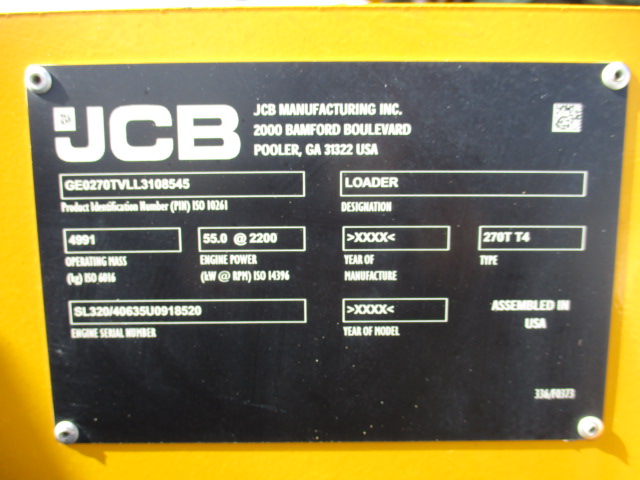 JCB
JCB MANUFACTURING INC.
2000 BAMFORD BOULEVARD
POOLER, GA 31322 USA
GE0270TVLL3108545
Product Identification Number (PIN) ISO 10261
LOADER
DESIGNATION
4991
OPERATING MASS
(kg) ISO 6016
55.0 @ 2200
ENGINE POWER
(kW @ RPM) ISO 14396
>XXXX<
YEAR OF
MANUFACTURE
270T T4
TYPE
SL320/40635U0918520
ENGINE SERIAL NUMBER
>XXXX<
YEAR OF MODEL
ASSEMBLED IN
USA
336/F0373